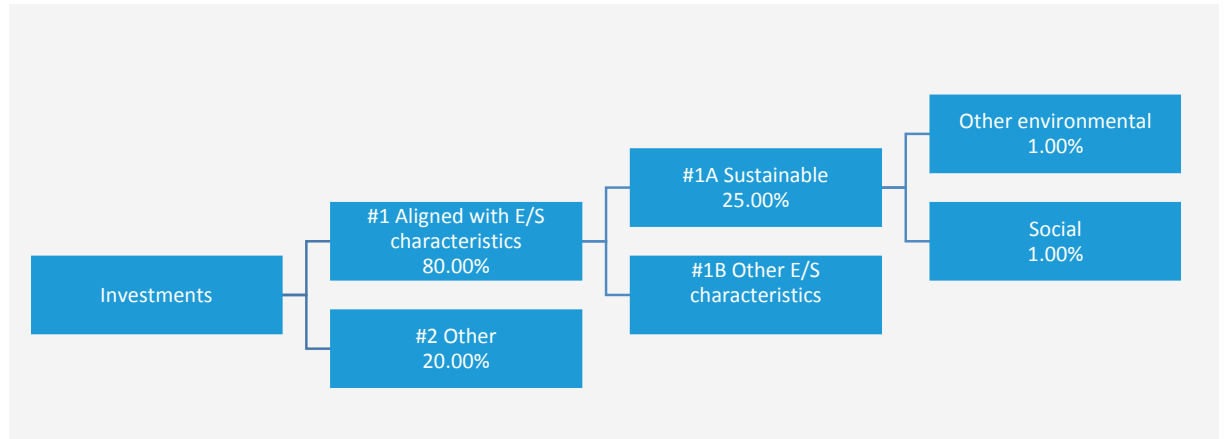 Investments
#1 Aligned with E/S
characteristics
80.00%
#2 Other
20.00%
#1A Sustainable
25.00%
#1B Other E/S
characteristics
Other environmental
1.00%
Social
1.00%